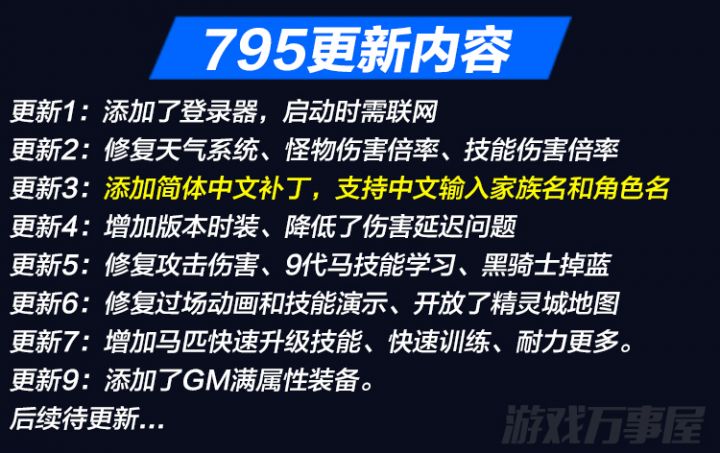 795更新内容
更新1：添加了登录器，启动时需联网
更新2：修复天气系统、怪物伤害倍率、技能伤害倍率
更新3：添加简体中文补丁，支持中文输入家族名和角色名
更新4：增加版本时装、降低了伤害延迟问题
更新5：修复攻击伤害、9代马技能学习、黑骑士掉蓝
更新6：修复过场动画和技能演示、开放了精灵城地图
更新7：增加马匹快速升级技能、快速训练、耐力更多。
更新9：添加了GM满属性装备。
后续待更新...
游戏万事屋